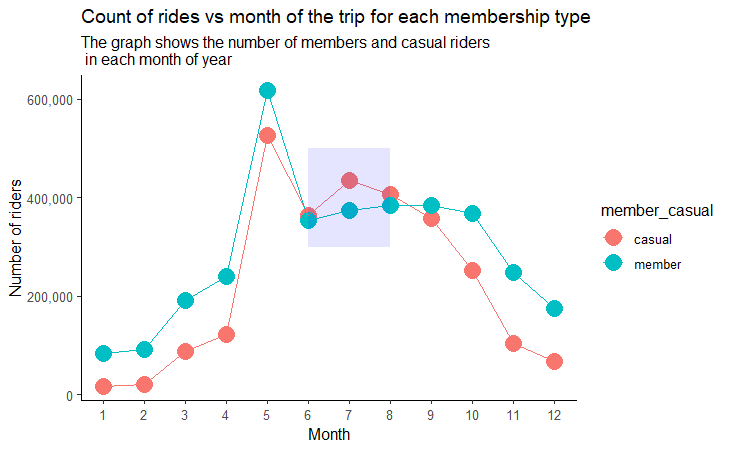 Count of rides vs month of the trip for each membership type
The graph shows the number of members and casual riders
in each month of year
600,000
400,000
200,000
0
Number of riders
1 2 3 4 5 6 7 8 9 10 11 12
Month
member_casual
casual
member